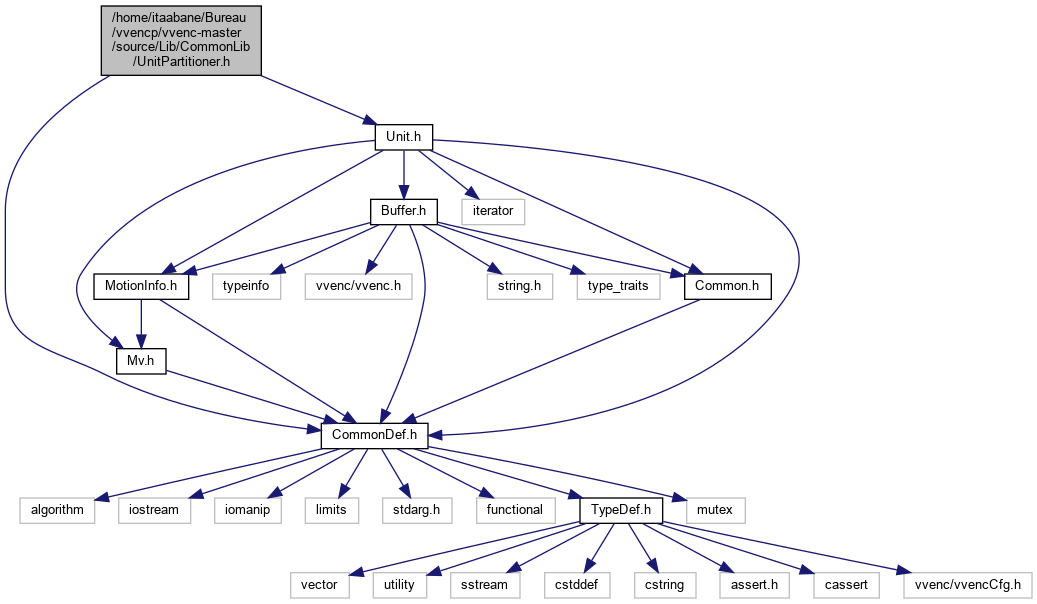 /home/itaabane/Bureau
/vvencp/vvenc-master
/source/Lib/CommonLib
/UnitPartitioner.h
Unit.h
Buffer.h
iterator
MotionInfo.h
typeinfo
vvenc/vvenc.h
string.h
type_traits
Common.h
Mv.h
CommonDef.h
algorithm
iostream
iomanip
limits
stdarg.h
functional
TypeDef.h
mutex
vector
utility
sstream
cstddef
cstring
assert.h
cassert
vvenc/vvencCfg.h